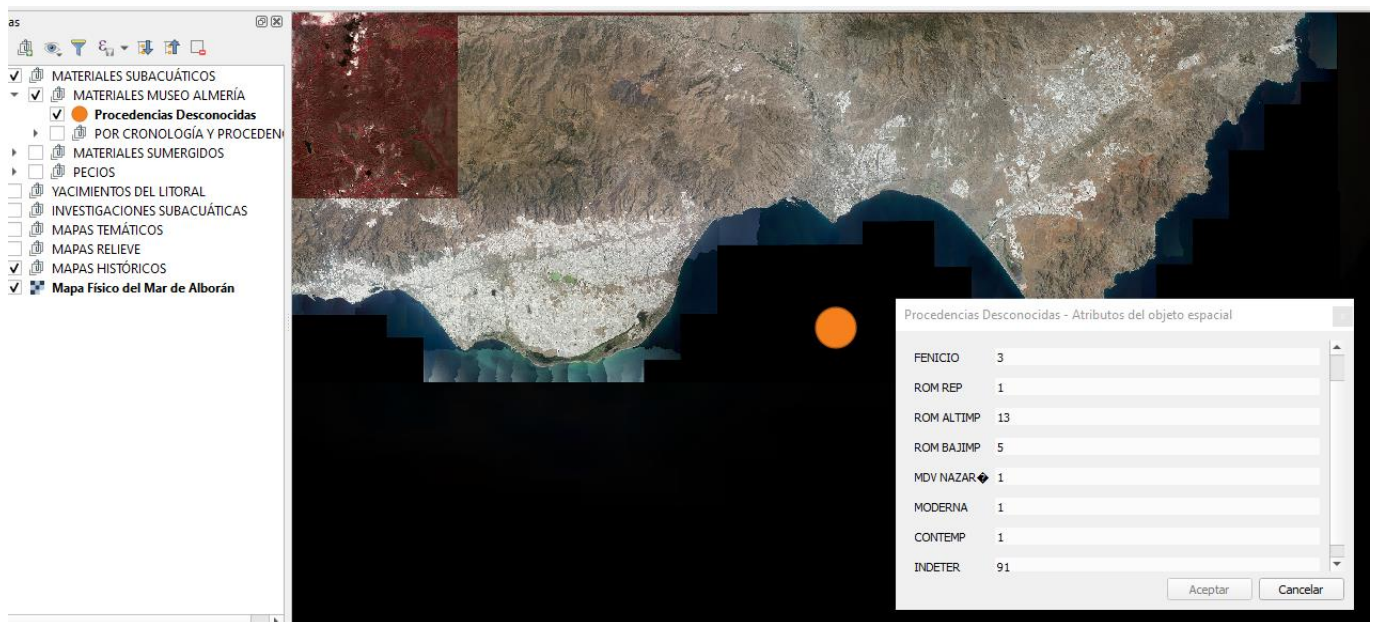 as
MATERIALES SUBACUÁTICOS
MATERIALES MUSEO ALMERÍA
Procedencias Desconocidas
POR CRONOLOGÍA Y PROCEDEN
MATERIALES SUMERGIDOS
PECIOS
YACIMIENTOS DEL LITORAL
INVESTIGACIONES SUBACUÁTICAS
MAPAS TEMÁTICOS
MAPAS RELIEVE
MAPAS HISTÓRICOS
Mapa Físico del Mar de Alborán
Procedencias Desconocidas - Atributos del objeto espacial
FENICIO 3
ROM REP 1
ROM ALTIMP 13
ROM BAJIMP 5
MDV NAZAR� 1
MODERNA 1
CONTEMP 1
INDETER 91
Aceptar Cancelar